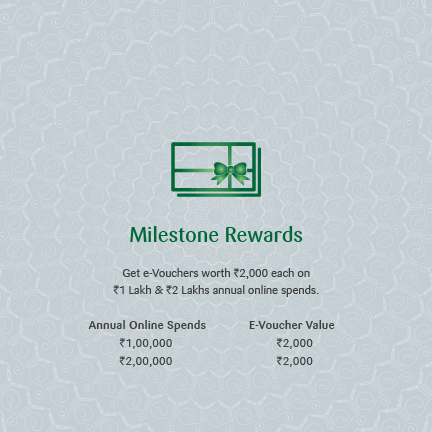 Milestone Rewards
Get e-Vouchers worth ₹2,000 each on
₹1 Lakh & ₹2 Lakhs annual online spends.
Annual Online Spends E-Voucher Value
₹1,00,000 ₹2,000
₹2,00,000 ₹2,000